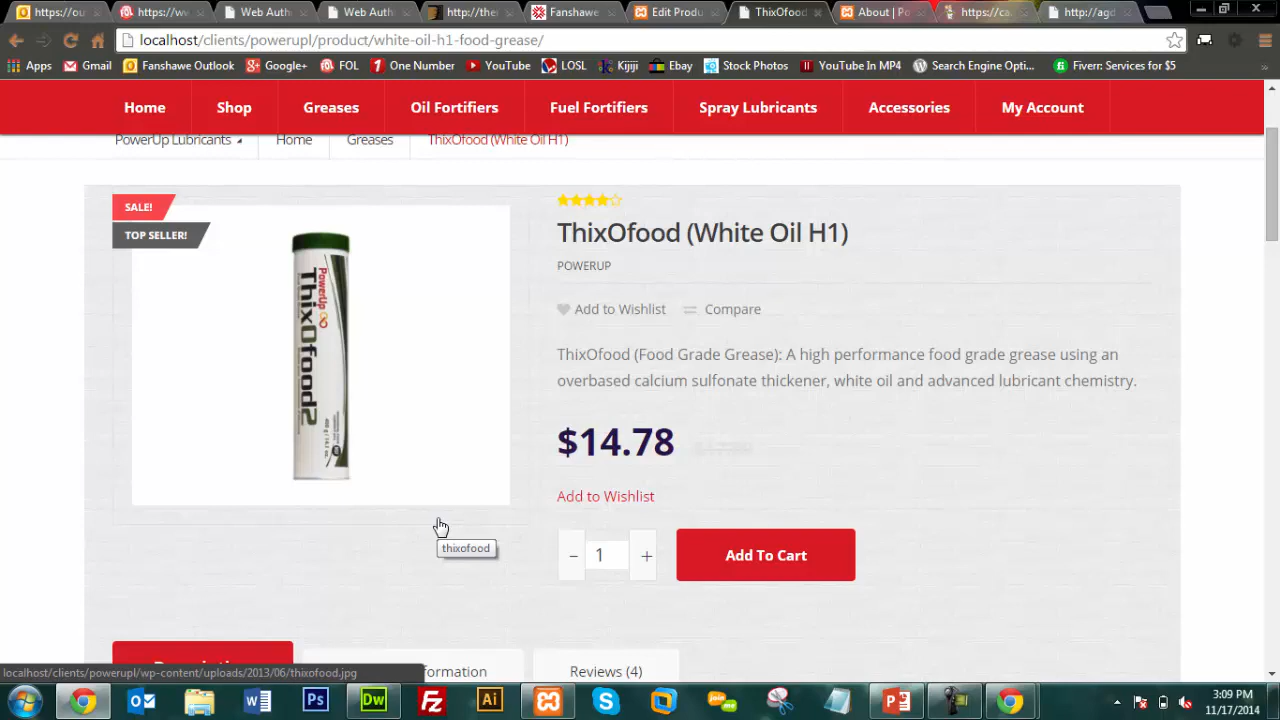 https://ou
https://ww
Web Auth
Web Auth
http://the
Fanshawe
Edit Produ
ThixOfood
About | Po
https://ca
http://agd
localhost/clients/powerupl/product/white-oil-h1-food-grease/
Apps
Gmail
Fanshawe Outlook
Google+
FOL
One Number
YouTube
LOSL
Kijiji
Ebay
Stock Photos
YouTube In MP4
Search Engine Opti...
Fiverr: Services for $5
Home
Shop
Greases
Oil Fortifiers
Fuel Fortifiers
Spray Lubricants
Accessories
My Account
PowerUp Lubricants
Home
Greases
ThixOfood (White Oil H1)
SALE!
TOP SELLER!
PowerUp
ThixOfood2
ThixOfood (White Oil H1)
POWERUP
Add to Wishlist
Compare
ThixOfood (Food Grade Grease): A high performance food grade grease using an
overbased calcium sulfonate thickener, white oil and advanced lubricant chemistry.
$14.78
Add to Wishlist
- 1 +
Add To Cart
thixofood
Description
formation
Reviews (4)
localhost/clients/powerupl/wp-content/uploads/2013/06/thixofood.jpg
3:09 PM
11/17/2014